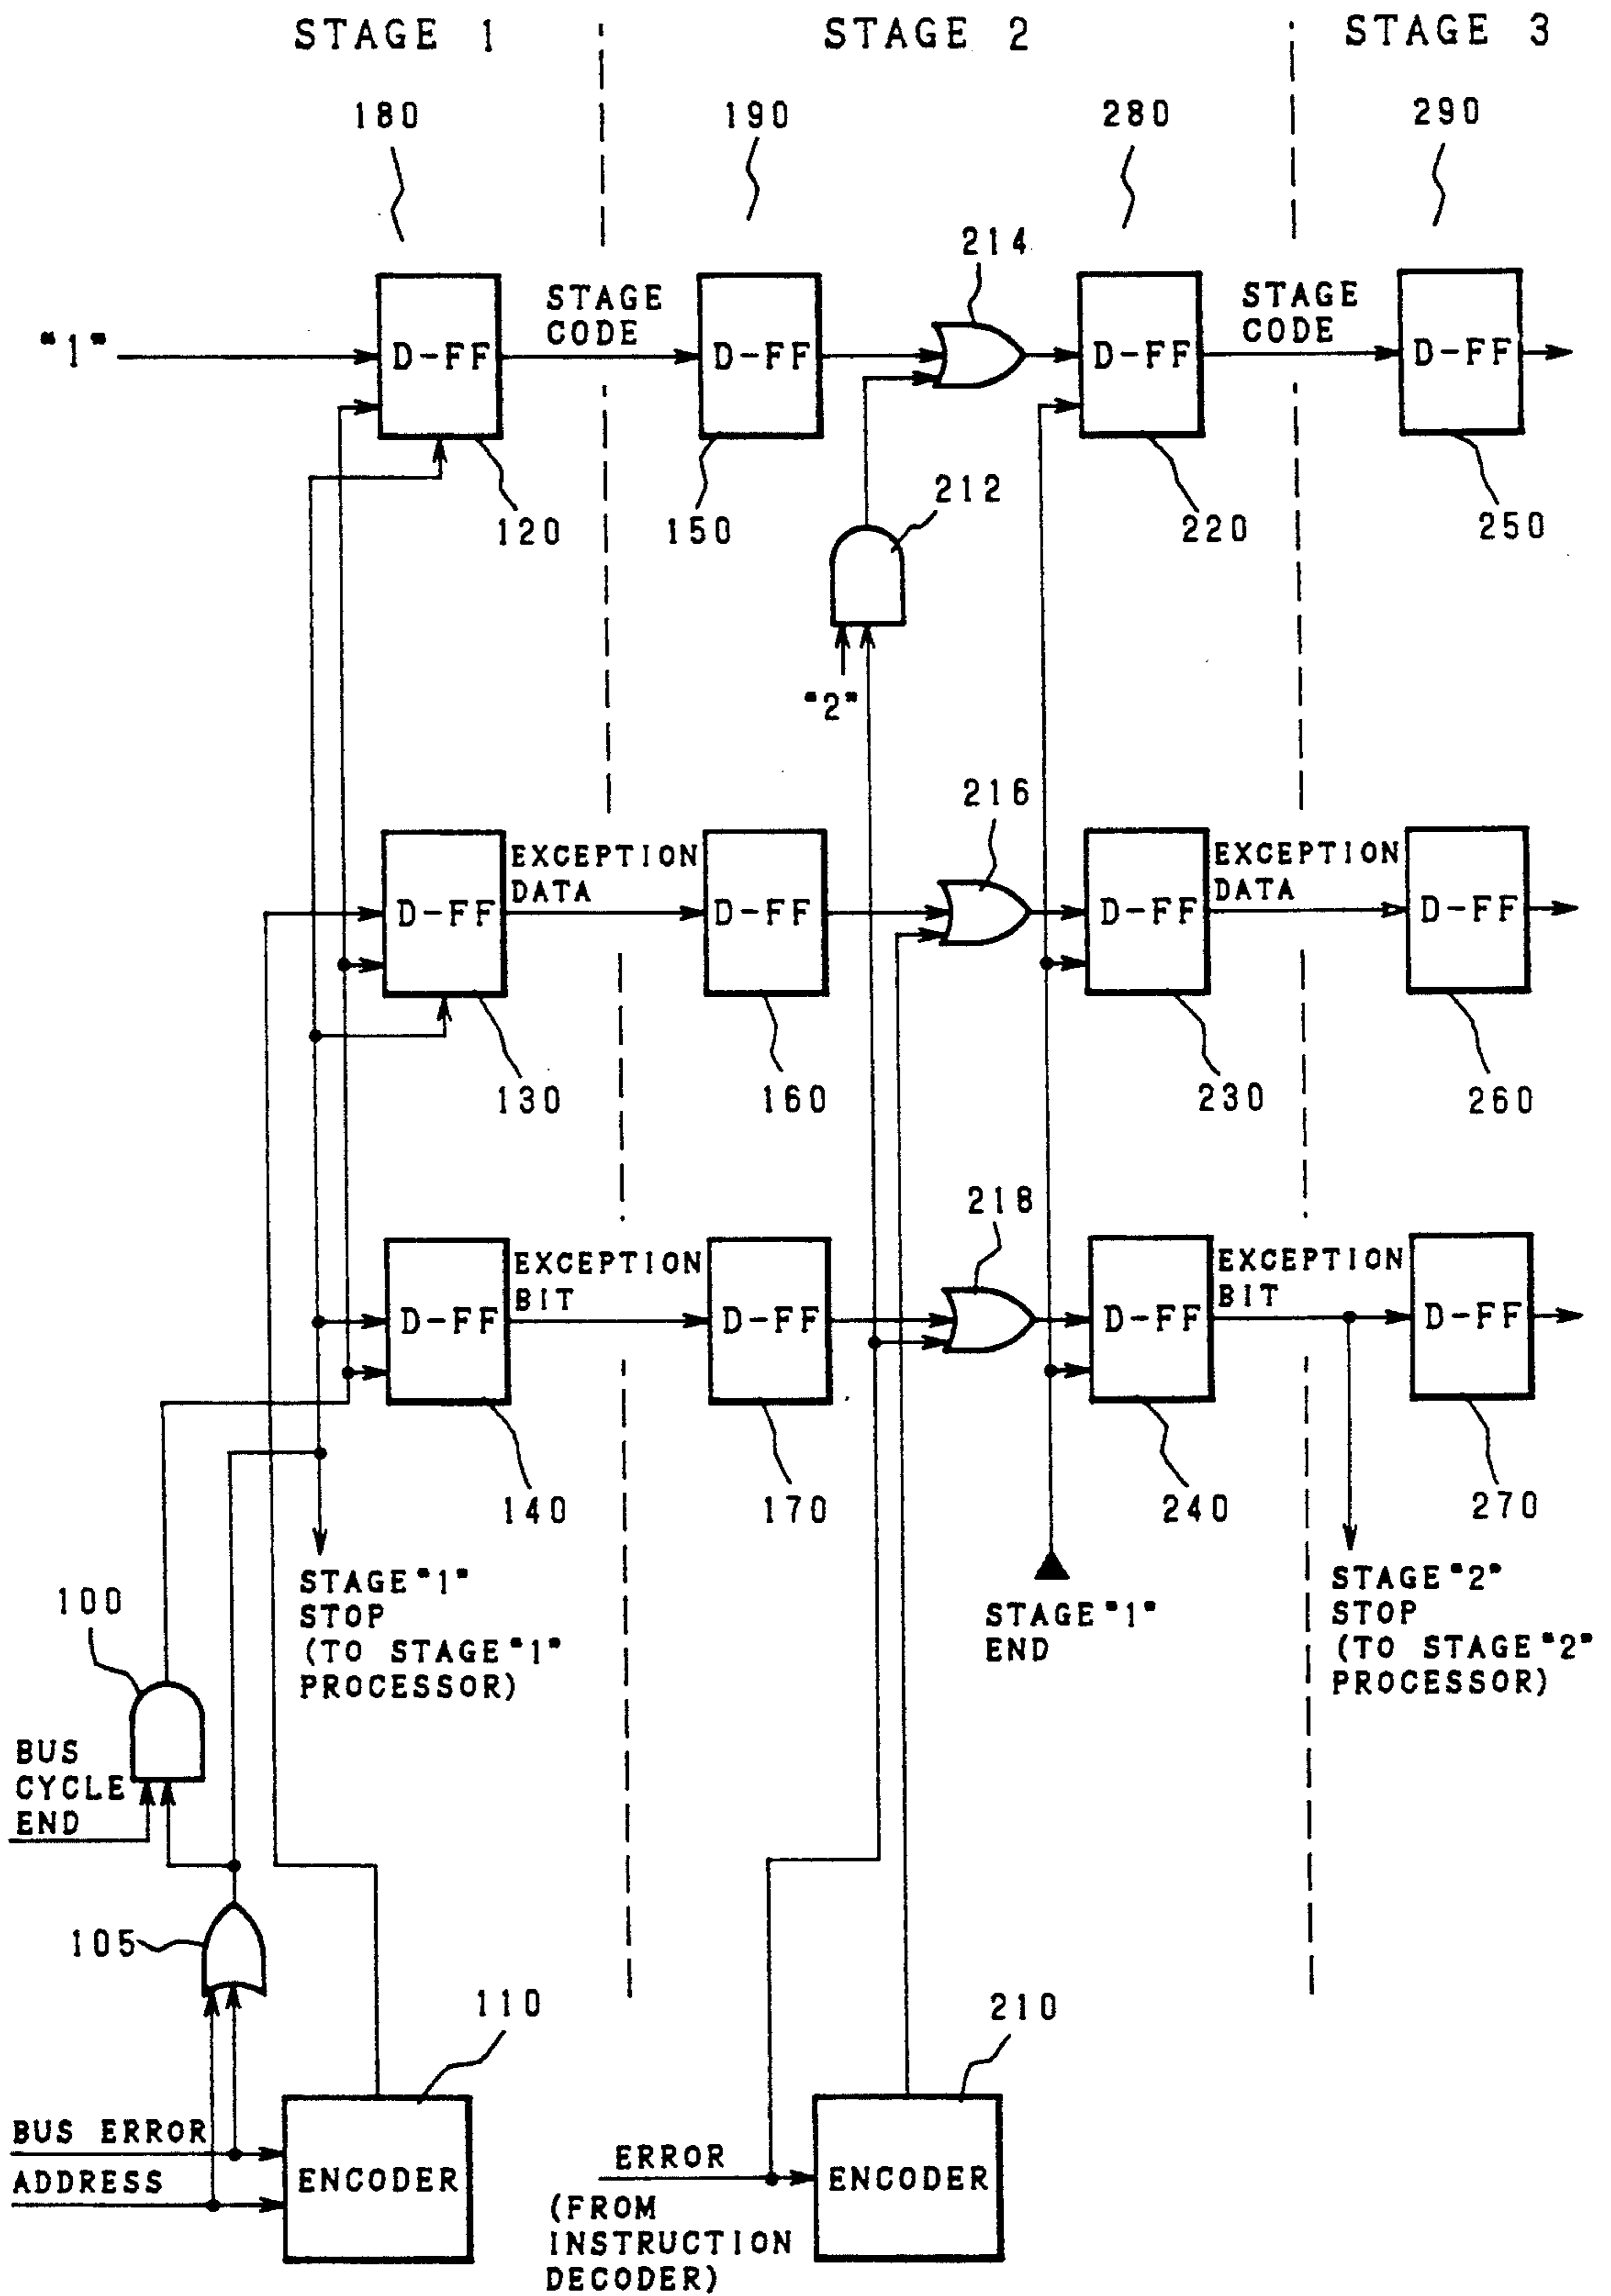 STAGE 1
STAGE 2
STAGE 3
180
190
280
290
214
"1"
D-FF
STAGE
CODE
D-FF
D-FF
STAGE
CODE
D-FF
212
120
150
220
250
"2"
216
D-FF
EXCEPTION
DATA
D-FF
D-FF
EXCEPTION
DATA
D-FF
130
160
230
260
218
D-FF
EXCEPTION
BIT
D-FF
D-FF
EXCEPTION
BIT
D-FF
140
170
240
270
STAGE"1"
STOP
(TO STAGE"1"
PROCESSOR)
STAGE"1"
END
STAGE"2"
STOP
(TO STAGE"2"
PROCESSOR)
100
BUS
CYCLE
END
105
110
210
BUS ERROR
ADDRESS
ENCODER
ERROR
(FROM
INSTRUCTION
DECODER)
ENCODER